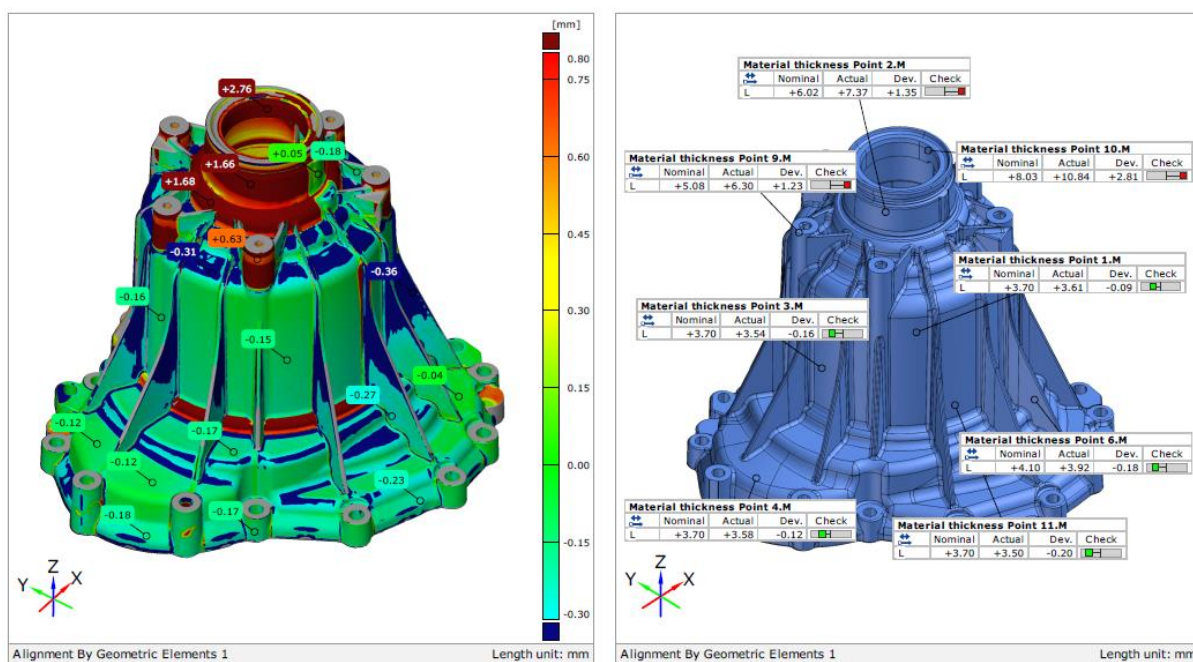 [mm]
0.80
0.75
0.60
0.45
0.30
0.15
0.00
-0.15
-0.30
+2.76
+0.05
-0.18
+1.66
+1.68
+0.63
-0.31
-0.36
-0.16
-0.15
-0.04
-0.27
-0.12
-0.17
-0.12
-0.23
-0.17
-0.18
Z
Y X
Alignment By Geometric Elements 1 Length unit: mm
Material thickness Point 2.M
Nominal Actual Dev. Check
L +6.02 +7.37 +1.35
Material thickness Point 9.M
Nominal Actual Dev. Check
L +5.08 +6.30 +1.23
Material thickness Point 10.M
Nominal Actual Dev. Check
L +8.03 +10.84 +2.81
Material thickness Point 1.M
Nominal Actual Dev. Check
L +3.70 +3.61 -0.09
Material thickness Point 3.M
Nominal Actual Dev. Check
L +3.70 +3.54 -0.16
Material thickness Point 6.M
Nominal Actual Dev. Check
L +4.10 +3.92 -0.18
Material thickness Point 4.M
Nominal Actual Dev. Check
L +3.70 +3.58 -0.12
Material thickness Point 11.M
Nominal Actual Dev. Check
L +3.70 +3.50 -0.20
Z
Y X
Alignment By Geometric Elements 1 Length unit: mm